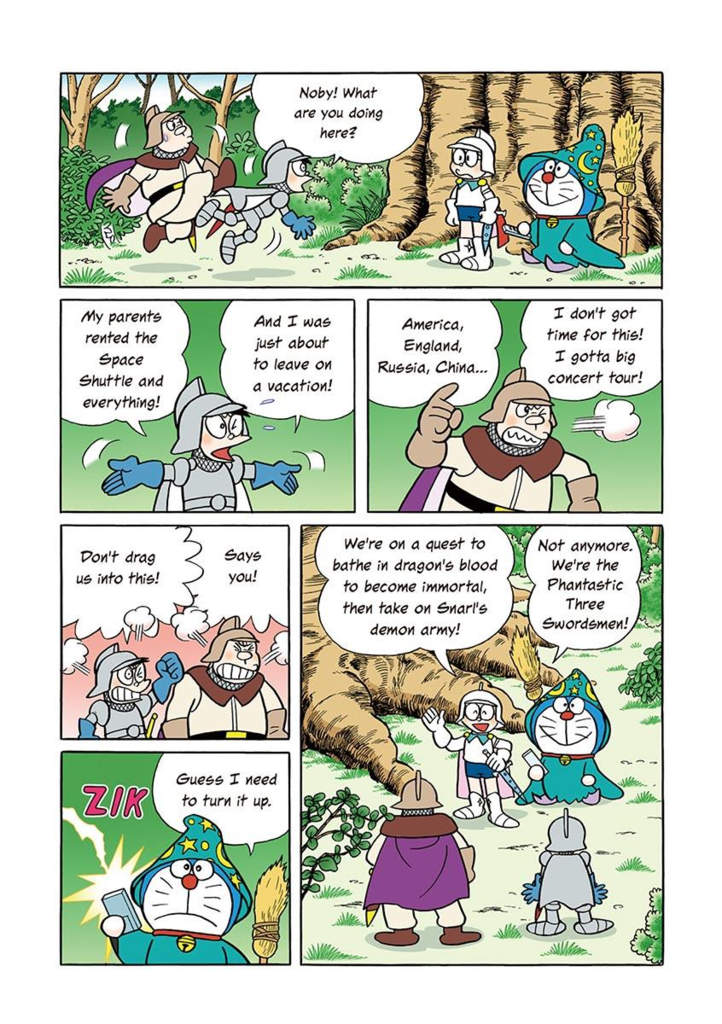 Noby! What
are you doing
here?
My parents
rented the
Space
Shuttle and
everything!
And I was
just about
to leave on
a vacation!
America,
England,
Russia, China...
I don't got
time for this!
I gotta big
concert tour!
Don't drag
us into this!
Says
you!
ZIK
Guess I need
to turn it up.
We're on a quest to
bathe in dragon's blood
to become immortal,
then take on Snarl's
demon army!
Not anymore.
We're the
Phantastic
Three
Swordsmen!